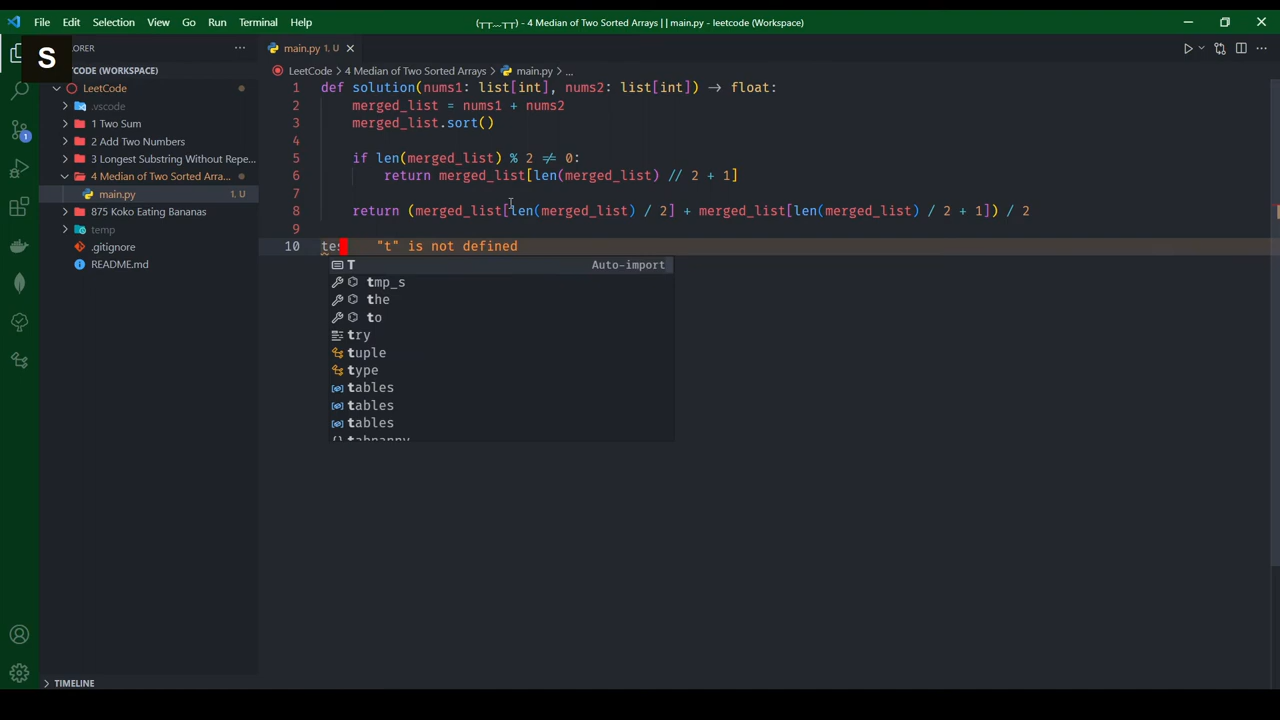 File Edit Selection View Go Run Terminal Help
(┬┬﹏┬┬) - 4 Median of Two Sorted Arrays | | main.py - leetcode (Workspace)
S
ORER
main.py 1, U
TCODE (WORKSPACE)
LeetCode
.vscode
1 Two Sum
2 Add Two Numbers
3 Longest Substring Without Repe...
4 Median of Two Sorted Arra...
main.py 1, U
875 Koko Eating Bananas
temp
.gitignore
README.md
TIMELINE
1
LeetCode > 4 Median of Two Sorted Arrays > main.py > ...
1 def solution(nums1: list[int], nums2: list[int]) → float:
2 merged_list = nums1 + nums2
3 merged_list.sort()
4
5 if len(merged_list) % 2 ≠ 0:
6 return merged_list[len(merged_list) // 2 + 1]
7
8 return (merged_list[len(merged_list) / 2] + merged_list[len(merged_list) / 2 + 1]) / 2
9
10 tes "t" is not defined
T Auto-import
tmp_s
the
to
try
tuple
type
tables
tables
tables
tabnanny